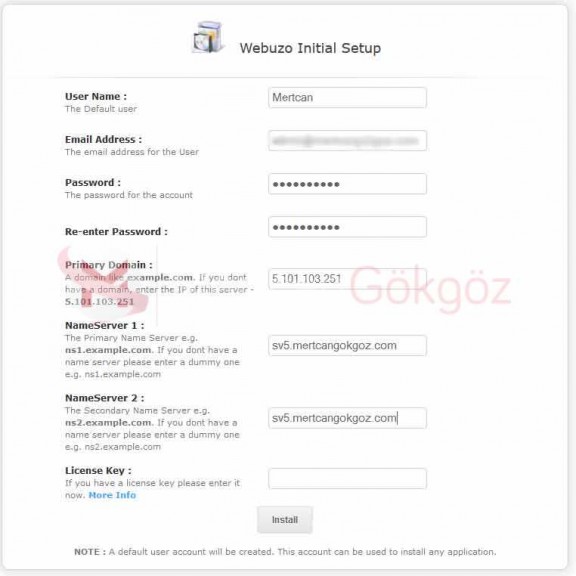 Webuzo Initial Setup
User Name :
Mertcan
The Default user
Email Address :
The email address for the User
Password :
••••••••••
The password for the account
Re-enter Password :
••••••••••
Primary Domain :
A domain like example.com. If you dont
have a domain, enter the IP of this server -
5.101.103.251
5.101.103.251
Gökgöz
NameServer 1 :
The Primary Name Server e.g.
ns1.example.com. If you dont have a
name server please enter a dummy one
e.g. ns1.example.com
sv5.mertcangokgoz.com
NameServer 2 :
The Secondary Name Server e.g.
ns2.example.com. If you dont have a
name server please enter a dummy one
e.g. ns2.example.com
sv5.mertcangokgoz.com
License Key :
If you have a license key please enter it
now. More Info
Install
NOTE : A default user account will be created. This account can be used to install any application.